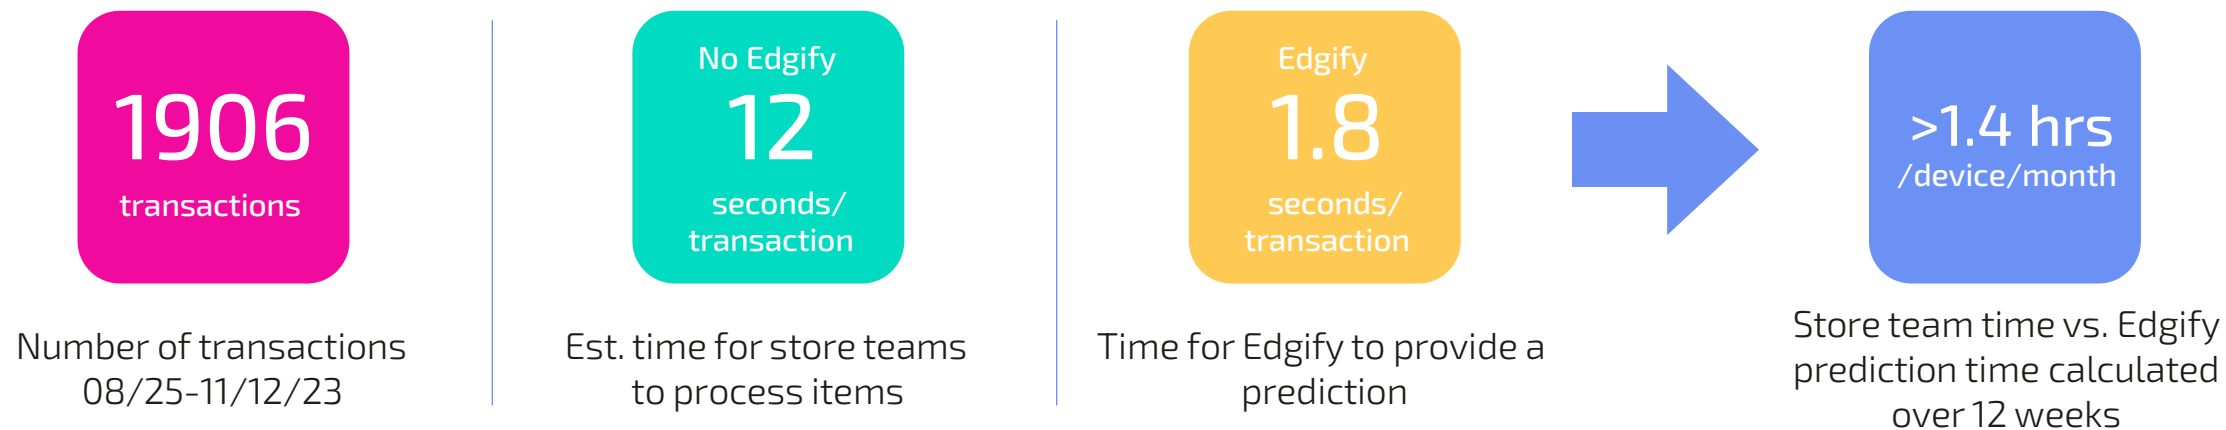 1906
transactions
Number of transactions
08/25-11/12/23
No Edgify
12
seconds/
transaction
Est. time for store teams
to process items
Edgify
1.8
seconds/
transaction
Time for Edgify to provide a
prediction
>1.4 hrs
/device/month
Store team time vs. Edgify
prediction time calculated
over 12 weeks